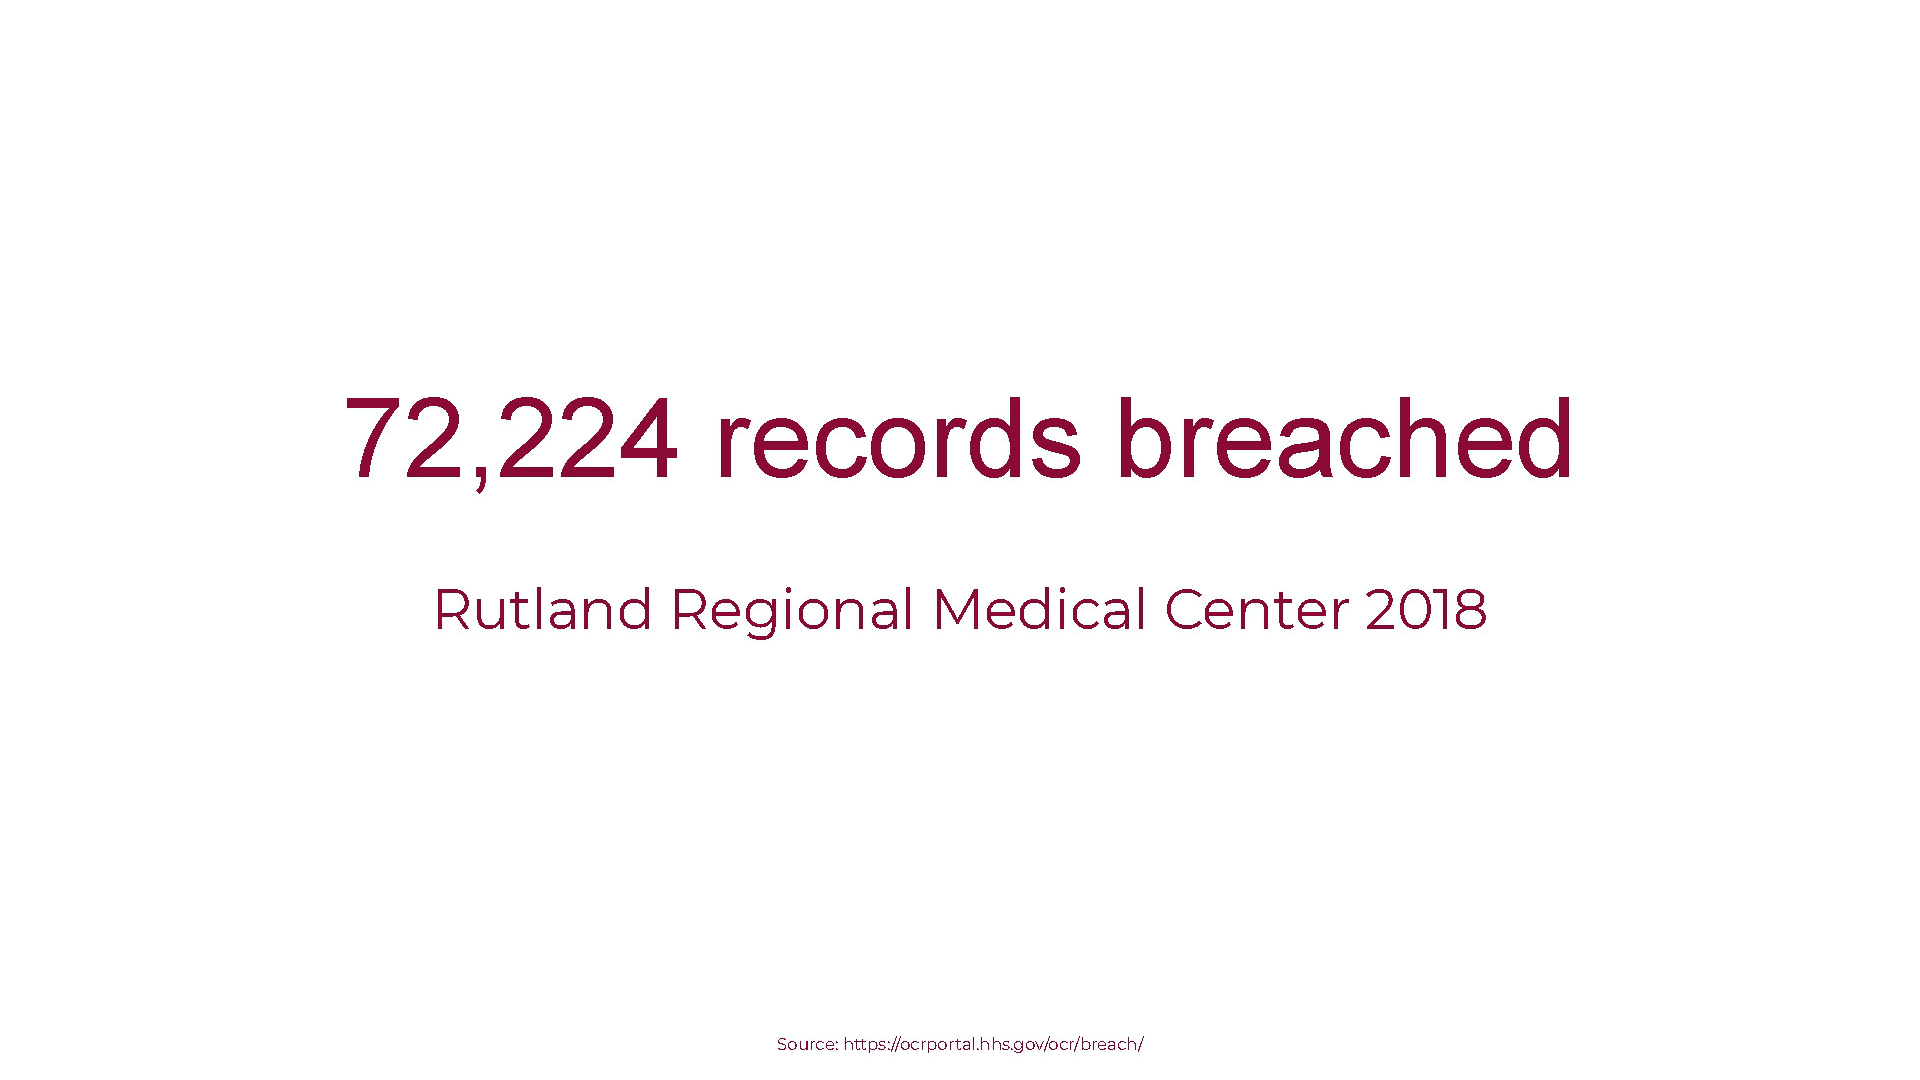 72,224 records breached
Rutland Regional Medical Center 2018
Source: https://ocrportal.hhs.gov/ocr/breach/